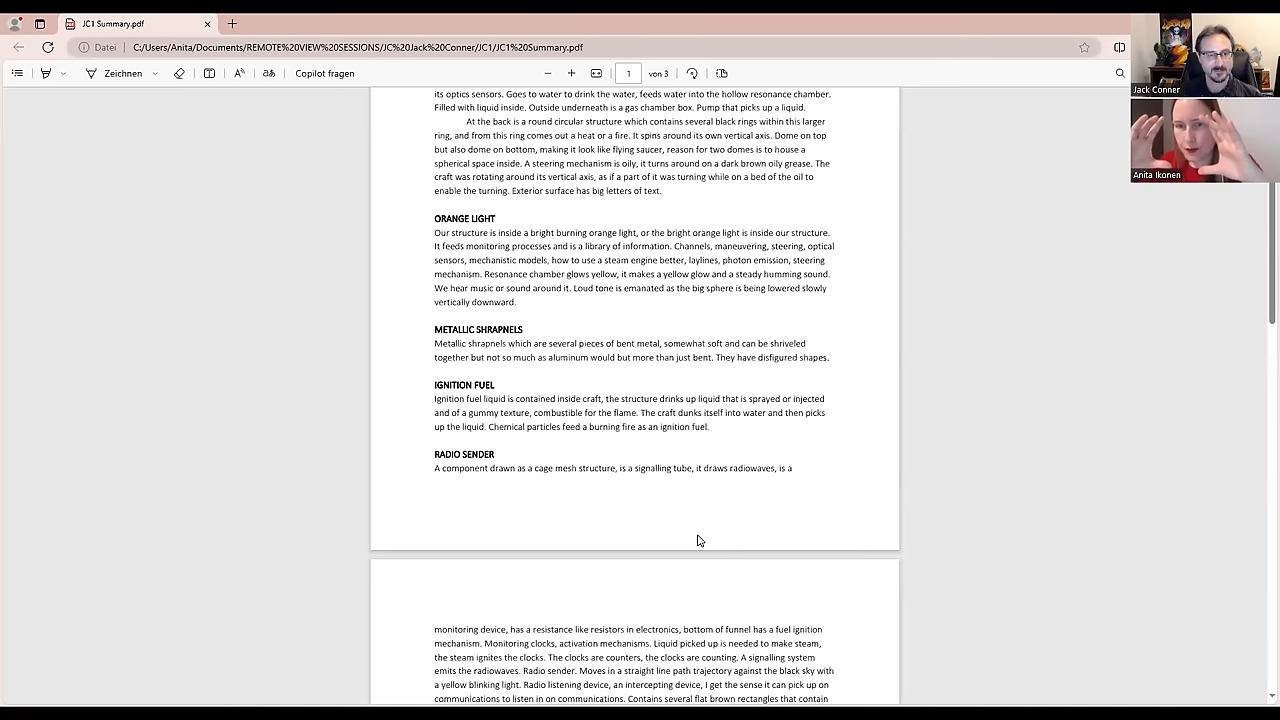 JC1 Summary.pdf
Datei
C:/Users/Anita/Documents/REMOTE%20VIEW%20SESSIONS/JC%20Jack%20Conner/JC1/JC1%20Summary.pdf
Zeichnen
Copilot fragen
1
von 3
Jack Conner
Anita Ikonen
its optics sensors. Goes to water to drink the water, feeds water into the hollow resonance chamber.
Filled with liquid inside. Outside underneath is a gas chamber box. Pump that picks up a liquid.
At the back is a round circular structure which contains several black rings within this larger
ring, and from this ring comes out a heat or a fire. It spins around its own vertical axis. Dome on top
but also dome on bottom, making it look like flying saucer, reason for two domes is to house a
spherical space inside. A steering mechanism is oily, it turns around on a dark brown oily grease. The
craft was rotating around its vertical axis, as if a part of it was turning while on a bed of the oil to
enable the turning. Exterior surface has big letters of text.
ORANGE LIGHT
Our structure is inside a bright burning orange light, or the bright orange light is inside our structure.
It feeds monitoring processes and is a library of information. Channels, maneuvering, steering, optical
sensors, mechanistic models, how to use a steam engine better, laylines, photon emission, steering
mechanism. Resonance chamber glows yellow, it makes a yellow glow and a steady humming sound.
We hear music or sound around it. Loud tone is emanated as the big sphere is being lowered slowly
vertically downward.
METALLIC SHRAPNELS
Metallic shrapnels which are several pieces of bent metal, somewhat soft and can be shriveled
together but not so much as aluminum would but more than just bent. They have disfigured shapes.
IGNITION FUEL
Ignition fuel liquid is contained inside craft, the structure drinks up liquid that is sprayed or injected
and of a gummy texture, combustible for the flame. The craft dunks itself into water and then picks
up the liquid. Chemical particles feed a burning fire as an ignition fuel.
RADIO SENDER
A component drawn as a cage mesh structure, is a signalling tube, it draws radiowaves, is a
monitoring device, has a resistance like resistors in electronics, bottom of funnel has a fuel ignition
mechanism. Monitoring clocks, activation mechanisms. Liquid picked up is needed to make steam,
the steam ignites the clocks. The clocks are counters, the clocks are counting. A signalling system
emits the radiowaves. Radio sender. Moves in a straight line path trajectory against the black sky with
a yellow blinking light. Radio listening device, an intercepting device, I get the sense it can pick up on
communications to listen in on communications. Contains several flat brown rectangles that contain